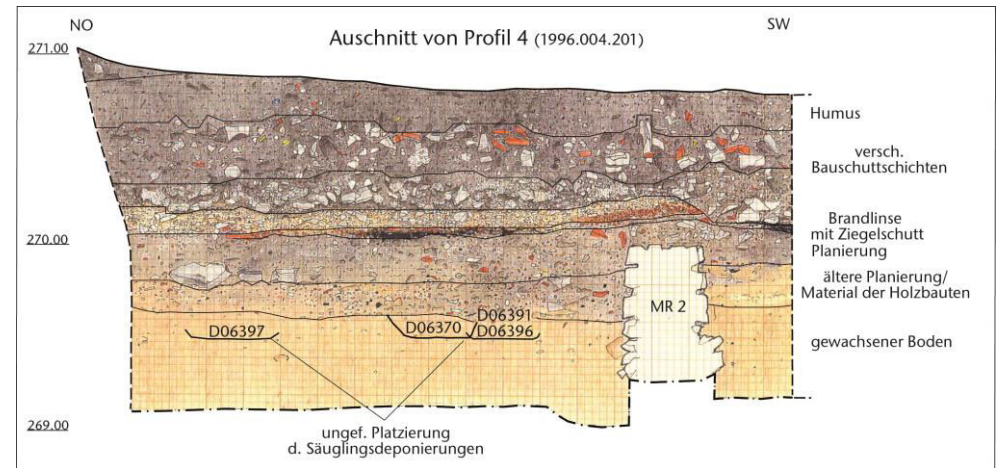 NO
SW
Auschnitt von Profil 4 (1996.004.201)
271.00
Humus
versch.
Bauschuttschichten
270.00
Brandlinse
mit Ziegelschutt
Planierung
ältere Planierung/
Material der Holzbauten
MR 2
D06397
D06370
D06391
D06396
gewachsener Boden
269.00
ungef. Platzierung
d. Säuglingsdeponierungen